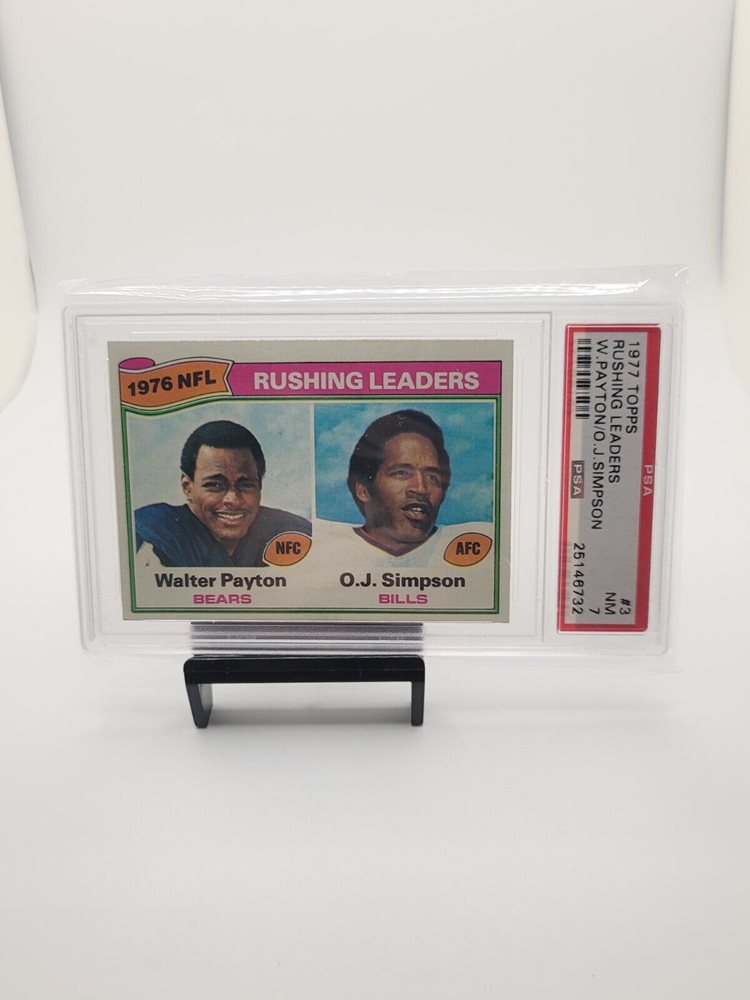 1976 NFL
RUSHING LEADERS
NFC
AFC
Walter Payton
BEARS
O.J. Simpson
BILLS
1977 TOPPS
RUSHING LEADERS
W.PAYTON/O.J.SIMPSON
#3
NM
7
25146732
PSA
PSA